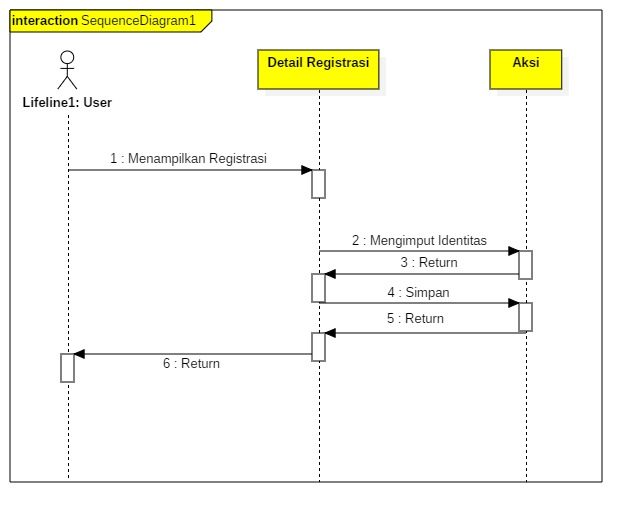 interaction SequenceDiagram1
Lifeline1: User
Detail Registrasi
Aksi
1 : Menampilkan Registrasi
2 : Mengimput Identitas
3 : Return
4 : Simpan
5 : Return
6 : Return